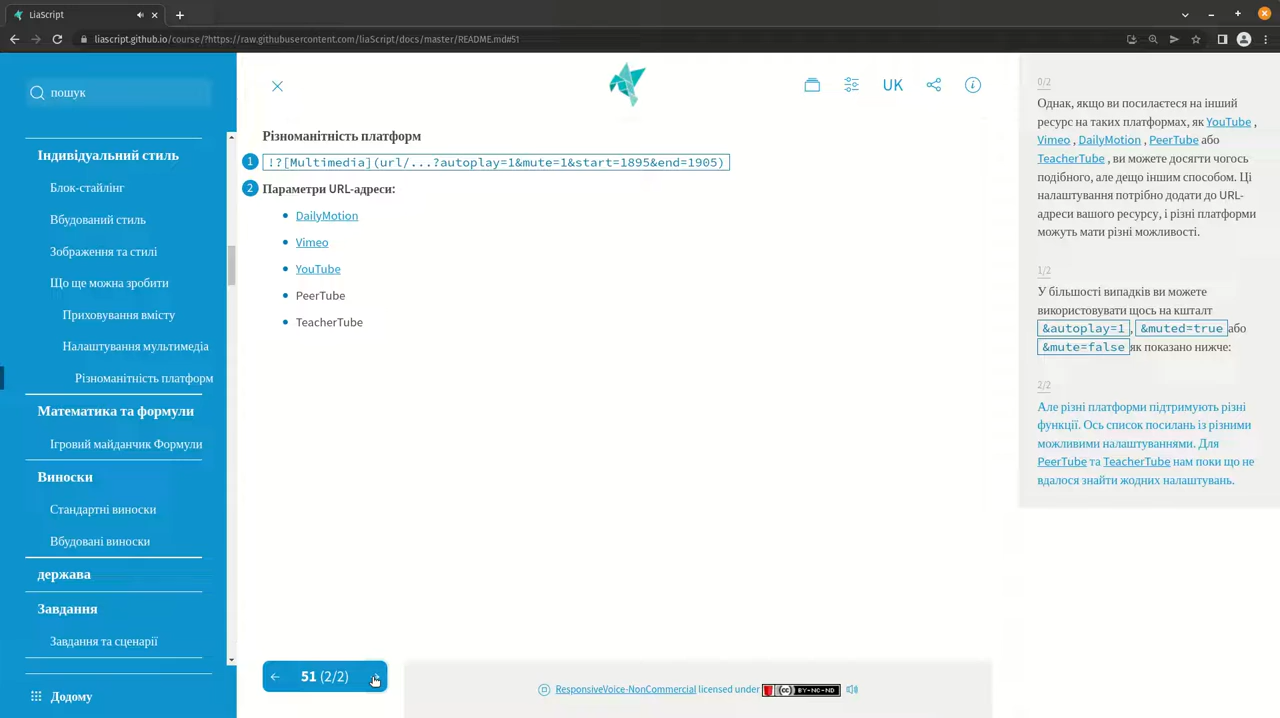 LiaScript
liascript.github.io/course/?https://raw.githubusercontent.com/liaScript/docs/master/README.md#51
пошук
UK
Індивідуальний стиль
Блок-стайлінг
Вбудований стиль
Зображення та стилі
Що ще можна зробити
Приховування вмісту
Налаштування мультимедіа
Різноманітність платформ
Математика та формули
Ігровий майданчик Формули
Виноски
Стандартні виноски
Вбудовані виноски
держава
Завдання
Завдання та сценарії
Додому
Різноманітність платформ
1 !?[Multimedia](url/...?autoplay=1&mute=1&start=1895&end=1905)
2 Параметри URL-адреси:
DailyMotion
Vimeo
YouTube
PeerTube
TeacherTube
51 (2/2)
ResponsiveVoice-NonCommercial licensed under
cc BY-NC-ND
0/2
Однак, якщо ви посилаєтеся на інший
ресурс на таких платформах, як YouTube ,
Vimeo , DailyMotion , PeerTube або
TeacherTube , ви можете досягти чогось
подібного, але дещо іншим способом. Ці
налаштування потрібно додати до URL-
адреси вашого ресурсу, і різні платформи
можуть мати різні можливості.
1/2
У більшості випадків ви можете
використовувати щось на кшталт
&autoplay=1 , &muted=true або
&mute=false як показано нижче:
2/2
Але різні платформи підтримують різні
функції. Ось список посилань із різними
можливими налаштуваннями. Для
PeerTube та TeacherTube нам поки що не
вдалося знайти жодних налаштувань.